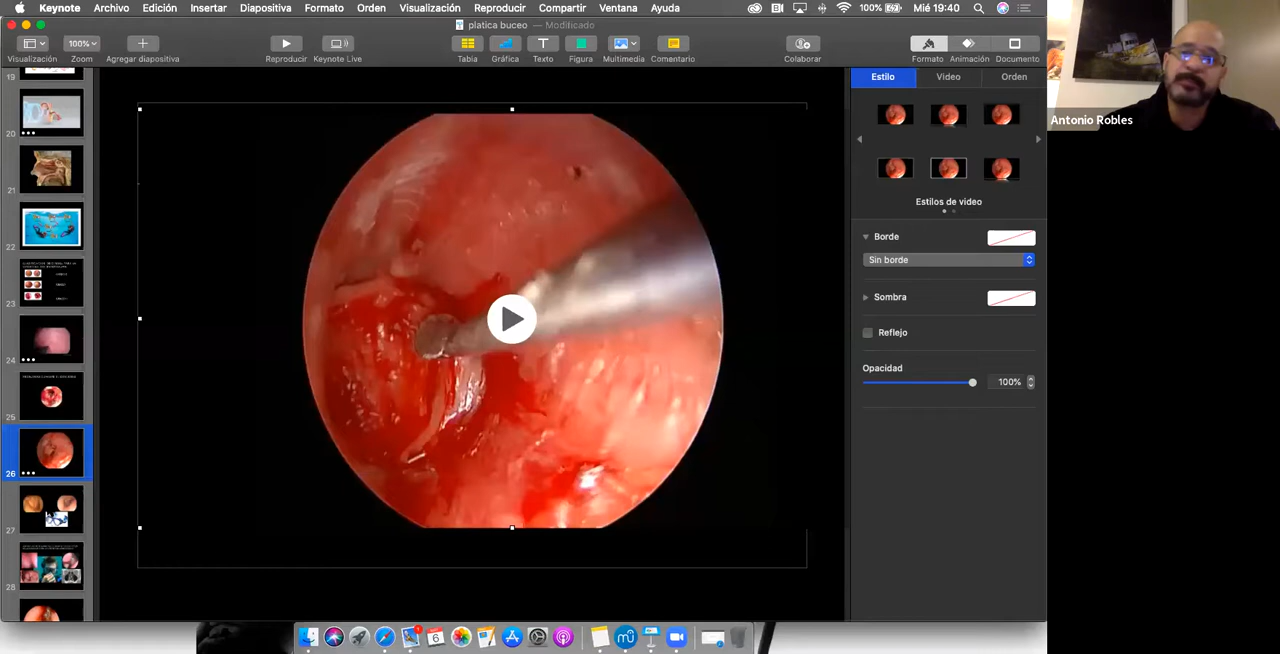 Keynote Archivo Edición Insertar Diapositiva Formato Orden Visualización Reproducir Compartir Ventana Ayuda 100% Mié 19:40
platica buceo — Modificado
100%
Visualización Zoom Agregar diapositiva Reproducir Keynote Live Tabla Gráfica Texto Figura Multimedia Comentario Colaborar Formato Animación Documento
Estilo Video Orden
19
20
21
22
23
24
25
26
27
28
Estilos de video
Borde
Sin borde
Sombra
Reflejo
Opacidad
100%
6
Antonio Robles